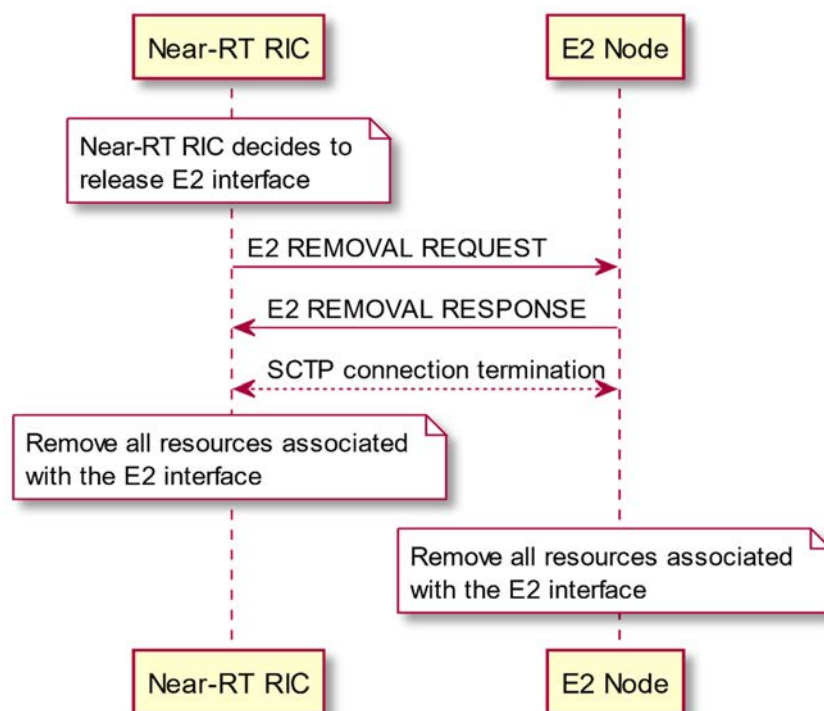 Near-RT RIC
E2 Node
Near-RT RIC decides to
release E2 interface
E2 REMOVAL REQUEST
E2 REMOVAL RESPONSE
SCTP connection termination
Remove all resources associated
with the E2 interface
Remove all resources associated
with the E2 interface
Near-RT RIC
E2 Node